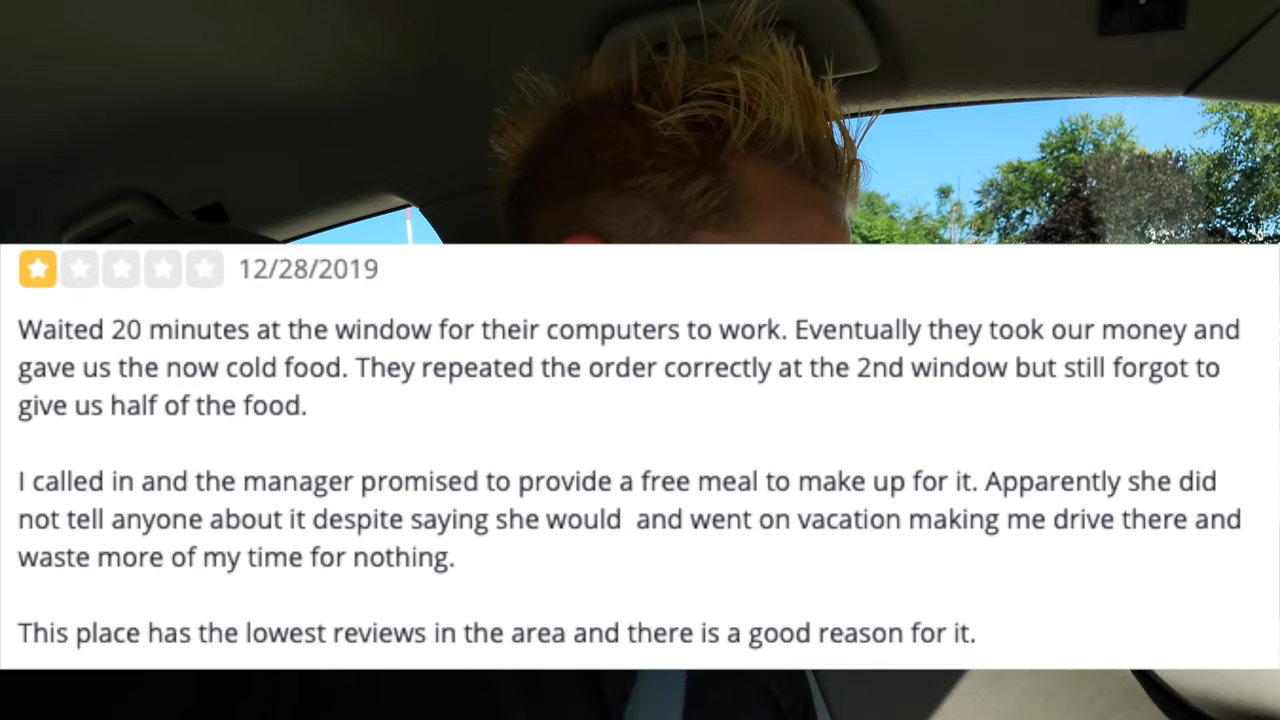 12/28/2019
Waited 20 minutes at the window for their computers to work. Eventually they took our money and
gave us the now cold food. They repeated the order correctly at the 2nd window but still forgot to
give us half of the food.
I called in and the manager promised to provide a free meal to make up for it. Apparently she did
not tell anyone about it despite saying she would  and went on vacation making me drive there and
waste more of my time for nothing.
This place has the lowest reviews in the area and there is a good reason for it.